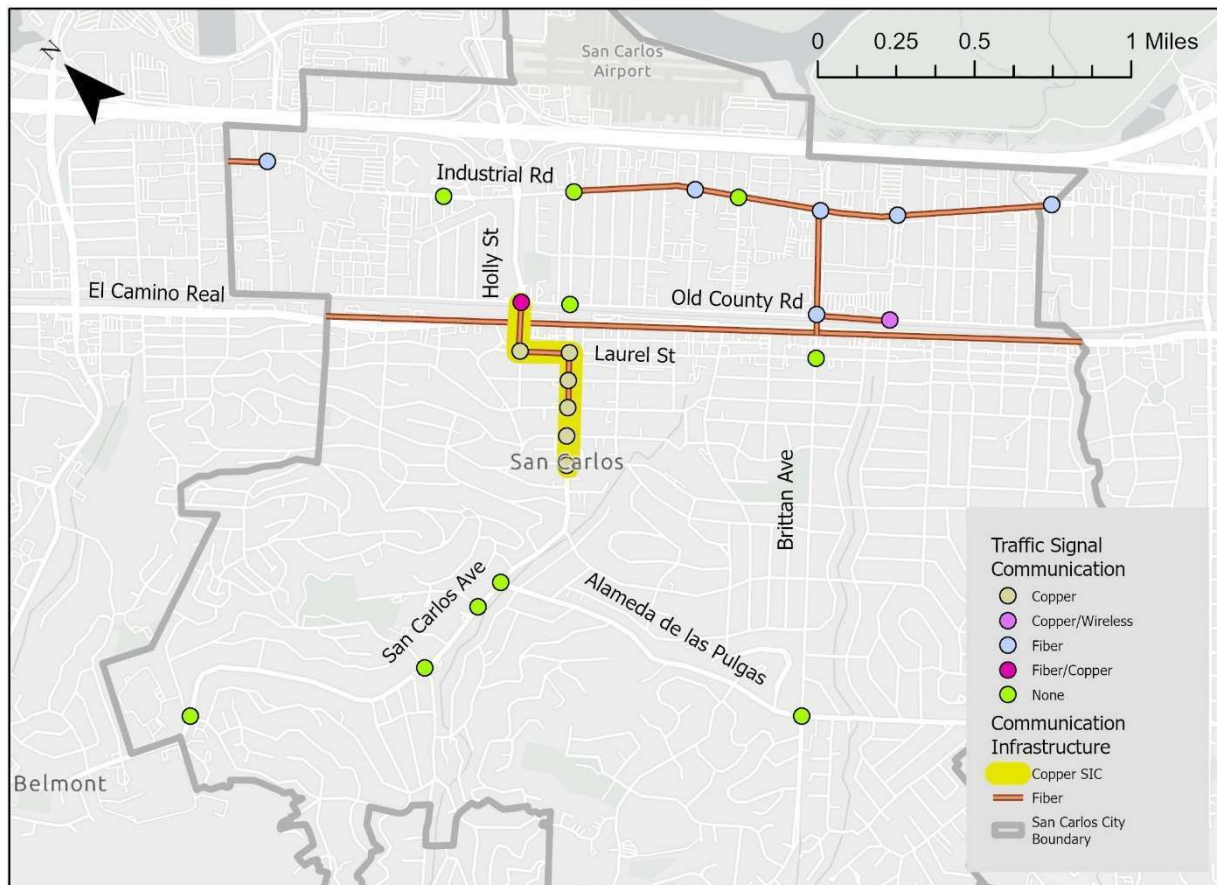 N
San Carlos
Airport
0 0.25 0.5 1 Miles
Industrial Rd
Holly St
El Camino Real
Old County Rd
Laurel St
San Carlos
Brittan Ave
San Carlos Ave
Alameda de las Pulgas
Belmont
Traffic Signal
Communication
Copper
Copper/Wireless
Fiber
Fiber/Copper
None
Communication
Infrastructure
Copper SIC
Fiber
San Carlos City
Boundary